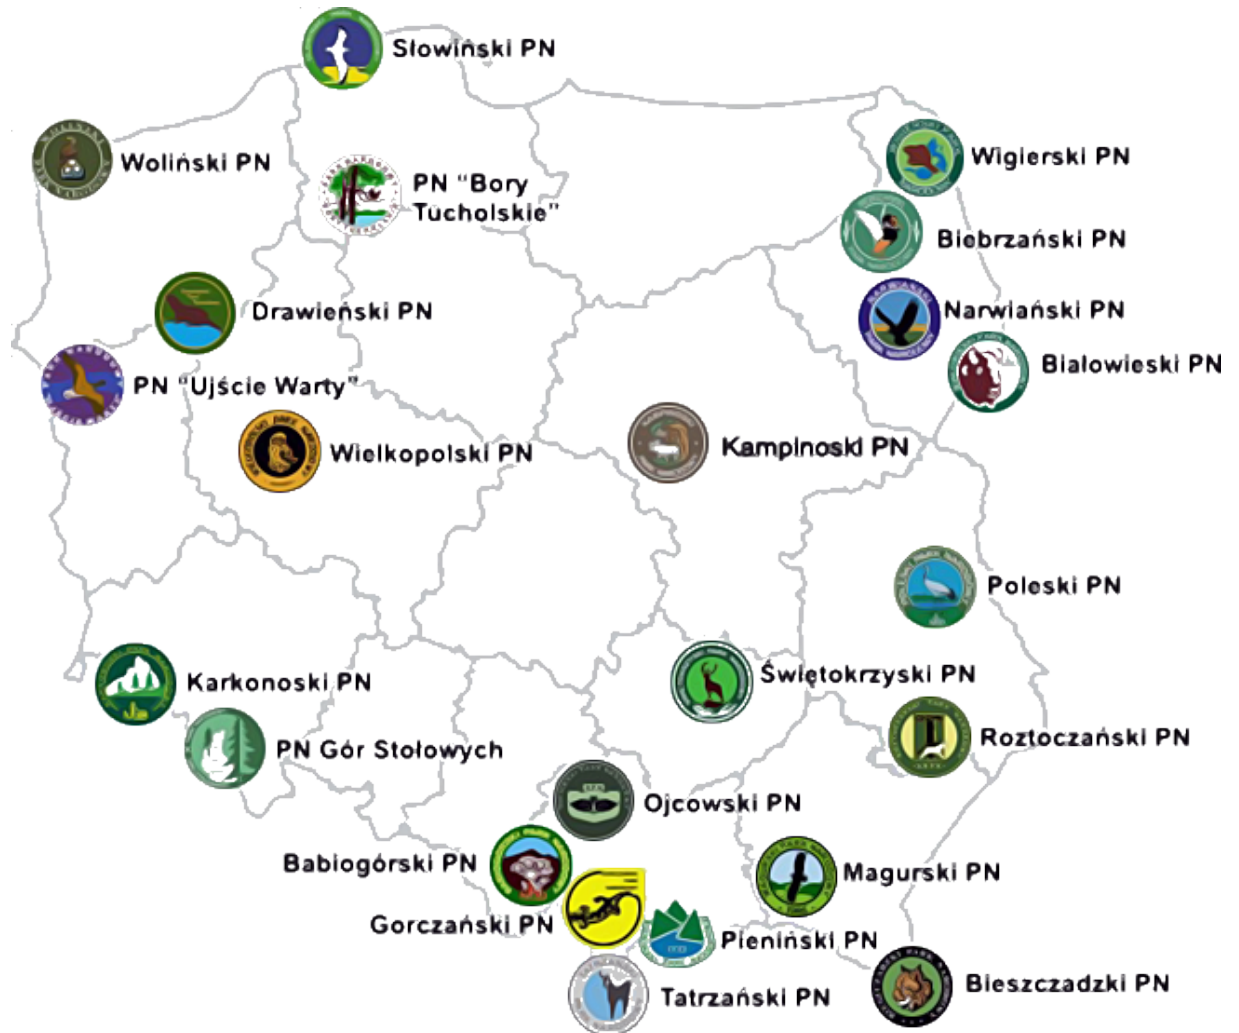 Słowiński PN
Woliński PN
Wigierski PN
PN “Bory
Tucholskie”
Biebrzański PN
Drawieński PN
Narwiański PN
Bialowieski PN
PN “Ujście Warty”
Wielkopolski PN
Kampinoski PN
Poleski PN
Świętokrzyski PN
Karkonoski PN
Roztoczański PN
PN Gór Stołowych
Ojcowski PN
Babiogórski PN
Magurski PN
Gorczański PN
Pieniński PN
Bieszczadzki PN
Tatrzański PN